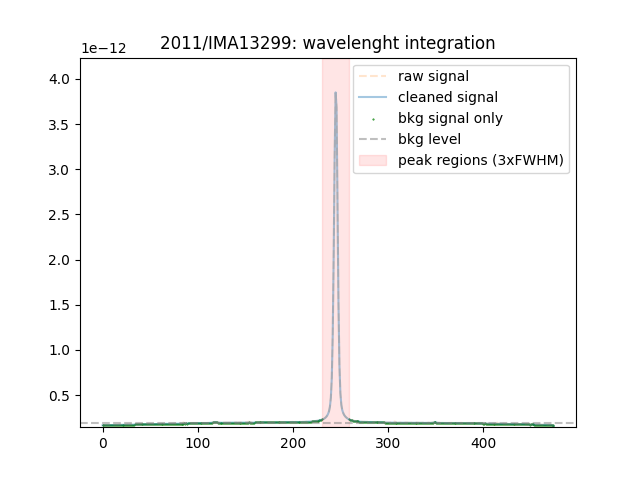 2011/IMA13299: wavelenght integration
1e−12
raw signal
cleaned signal
bkg signal only
bkg level
peak regions (3xFWHM)
4.0
3.5
3.0
2.5
2.0
1.5
1.0
0.5
0 100 200 300 400